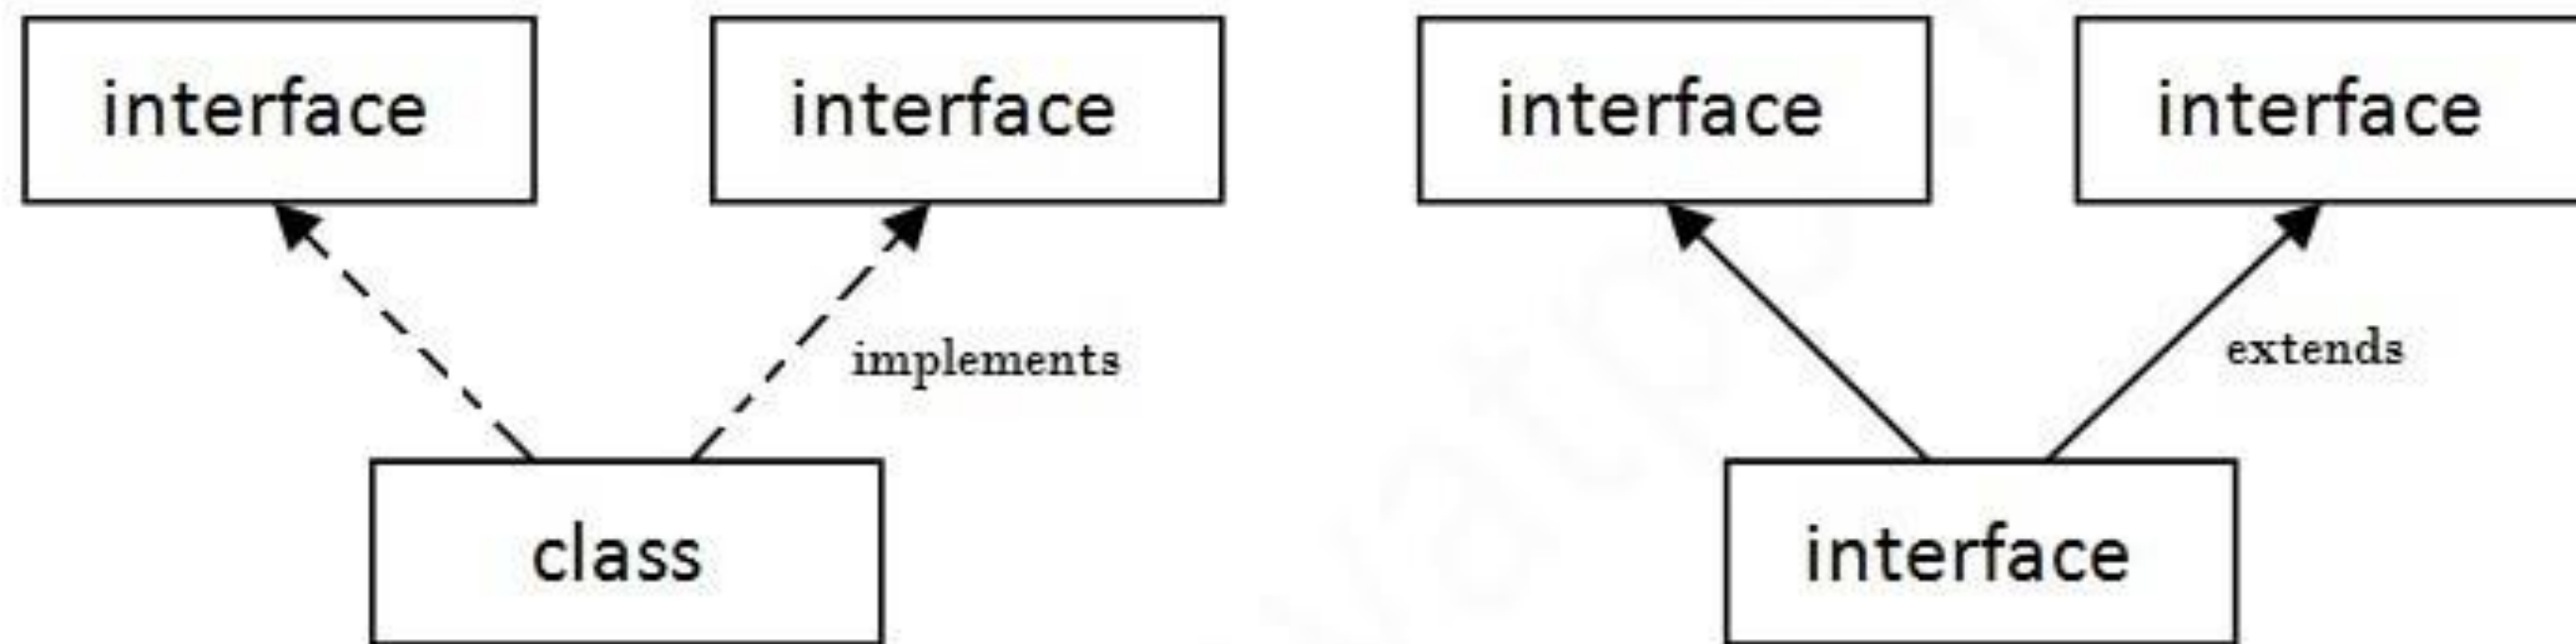 interface
interface
interface
interface
implements
extends
class
interface